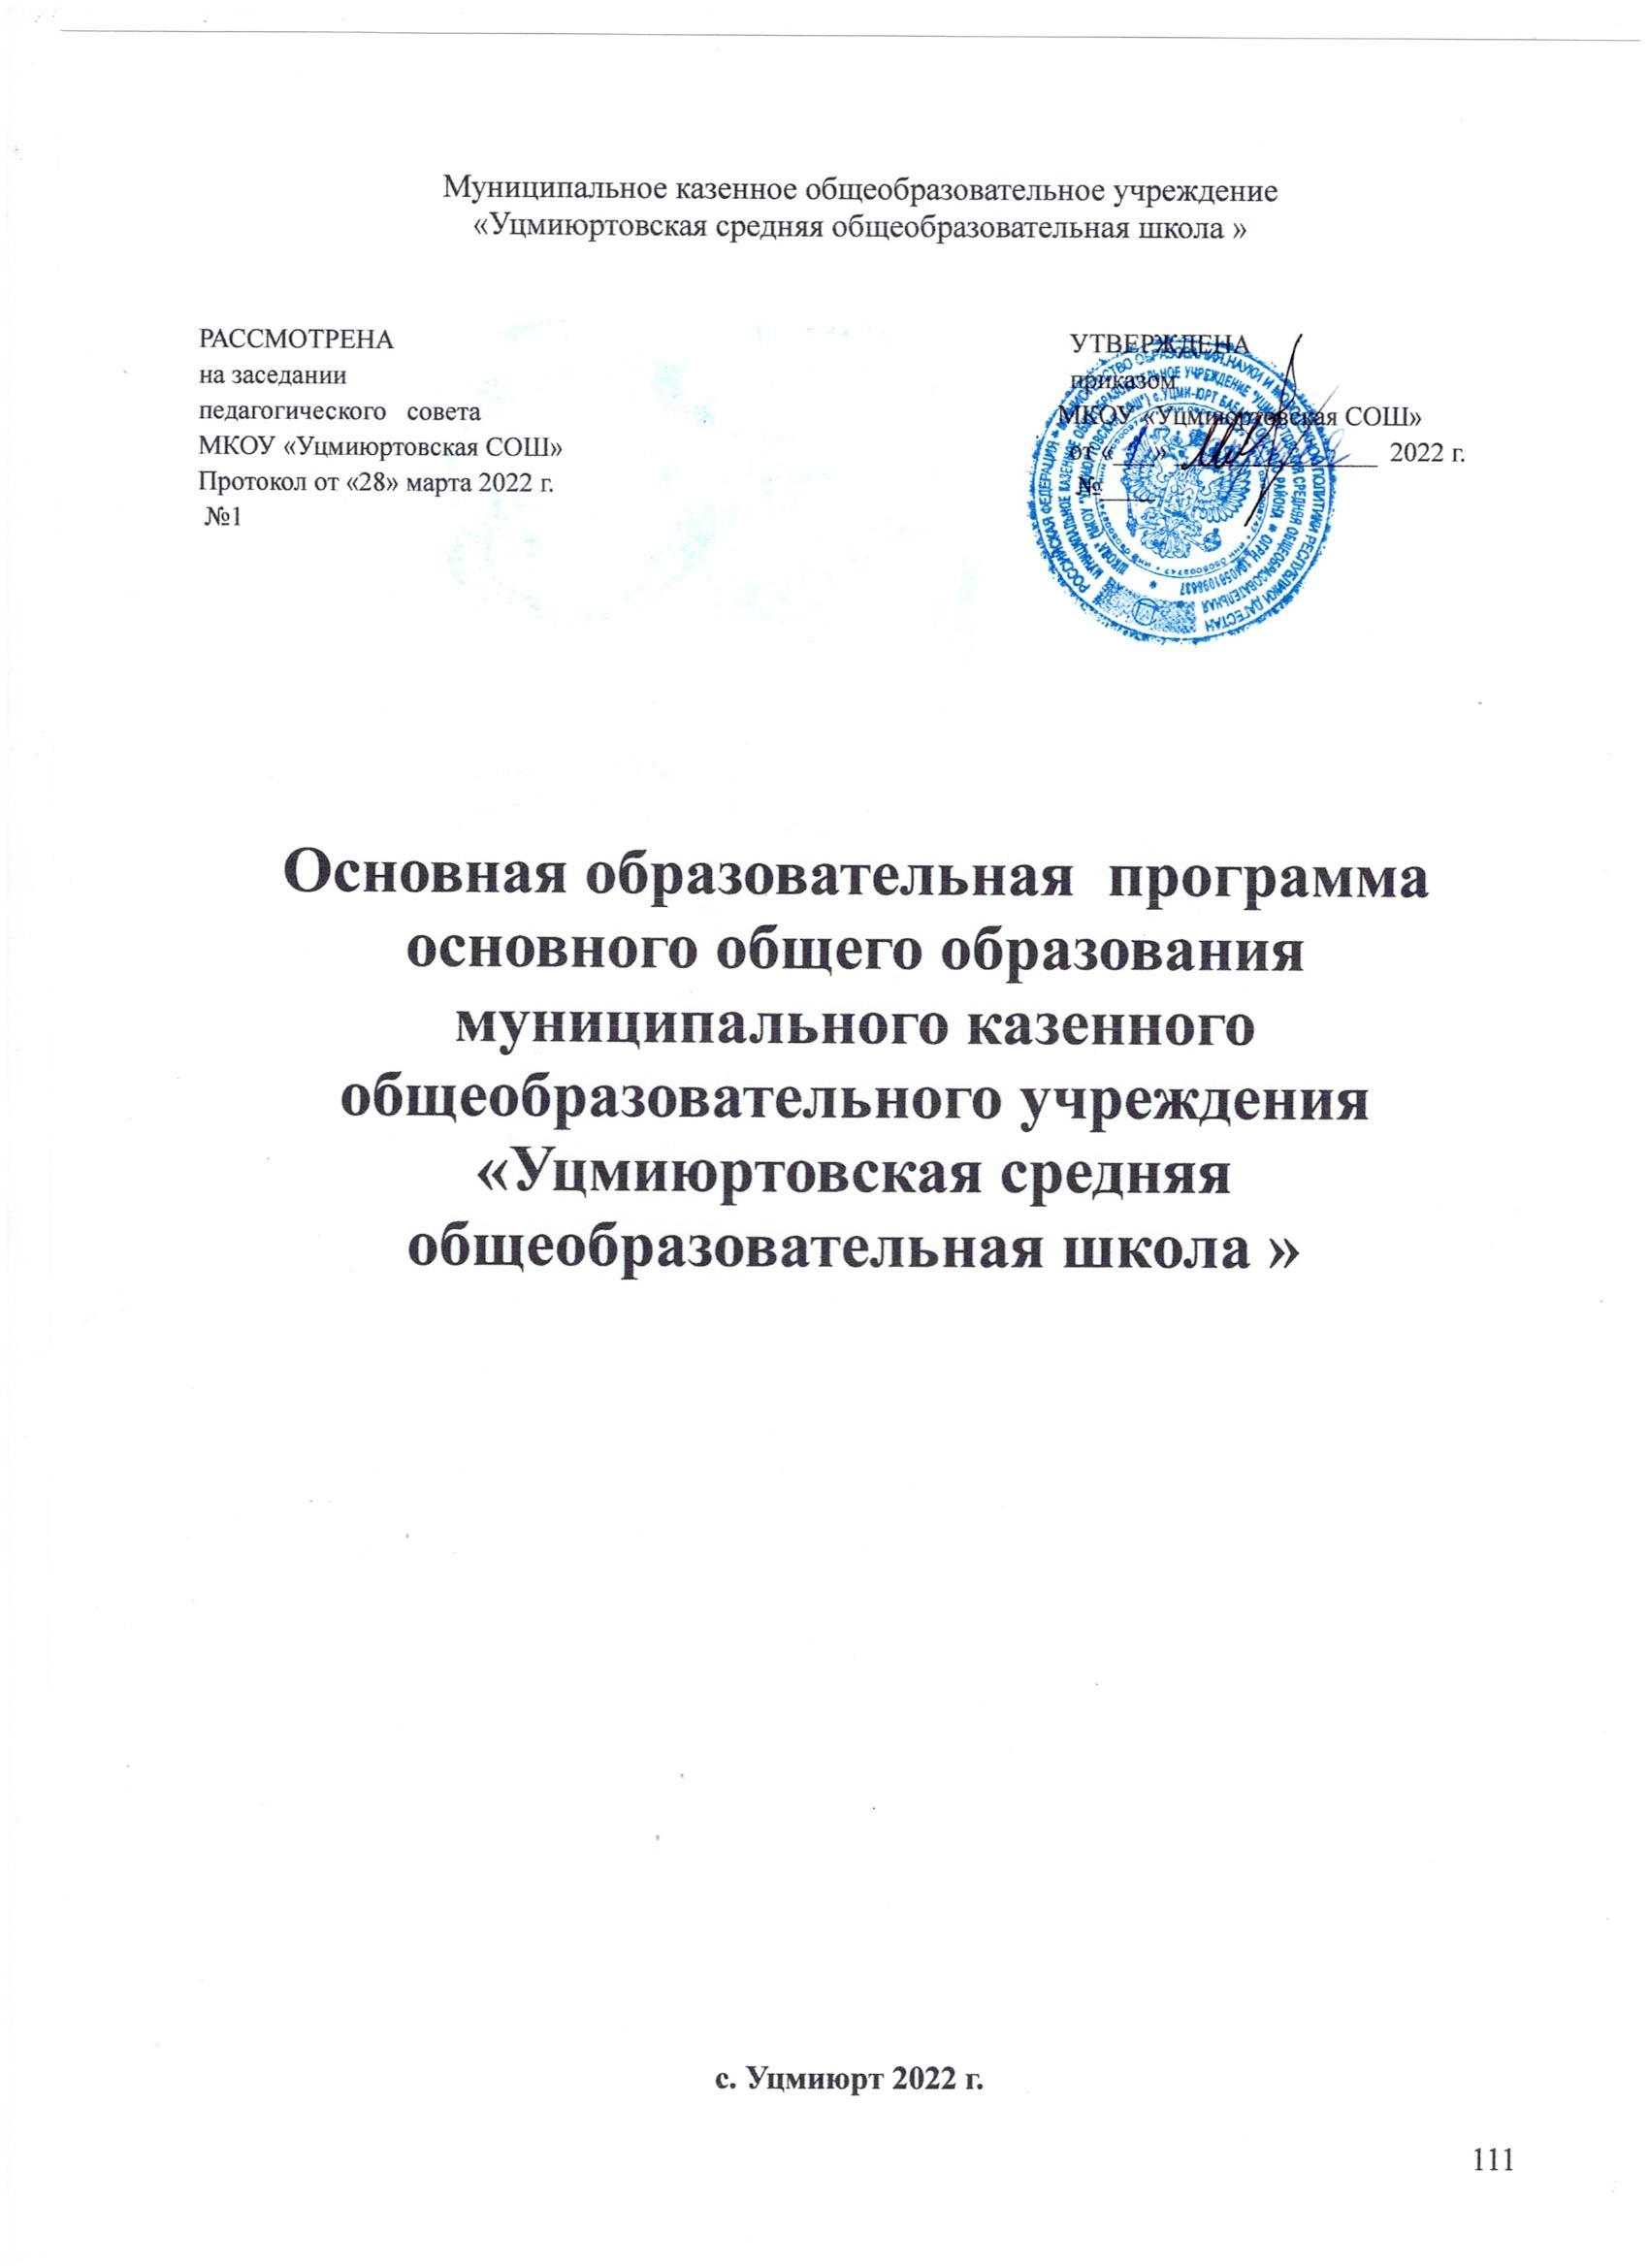 Муниципальное казенное общеобразовательное учреждение
«Уцмиюртовская средняя общеобразовательная школа »
РАССМОТРЕНА
на заседании
педагогического совета
МКОУ «Уцмиюртовская СОШ»
Протокол от «28» марта 2022 г.
№1
УТВЕРЖДЕНА
приказом
МКОУ «Уцмиюртовская СОШ»
от « » 2022 г.
№
Основная образовательная программа
основного общего образования
муниципального казенного
общеобразовательного учреждения
«Уцмиюртовская средняя
общеобразовательная школа »
с. Уцмиюрт 2022 г.
111